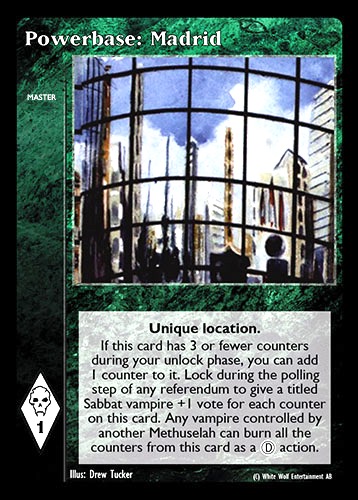 Powerbase: Madrid
MASTER
Unique location.
If this card has 3 or fewer counters
during your unlock phase, you can add
1 counter to it. Lock during the polling
step of any referendum to give a titled
Sabbat vampire +1 vote for each counter
on this card. Any vampire controlled by
another Methuselah can burn all the
counters from this card as a Ⓓ action.
1
Illus: Drew Tucker
(C) White Wolf Entertainment AB